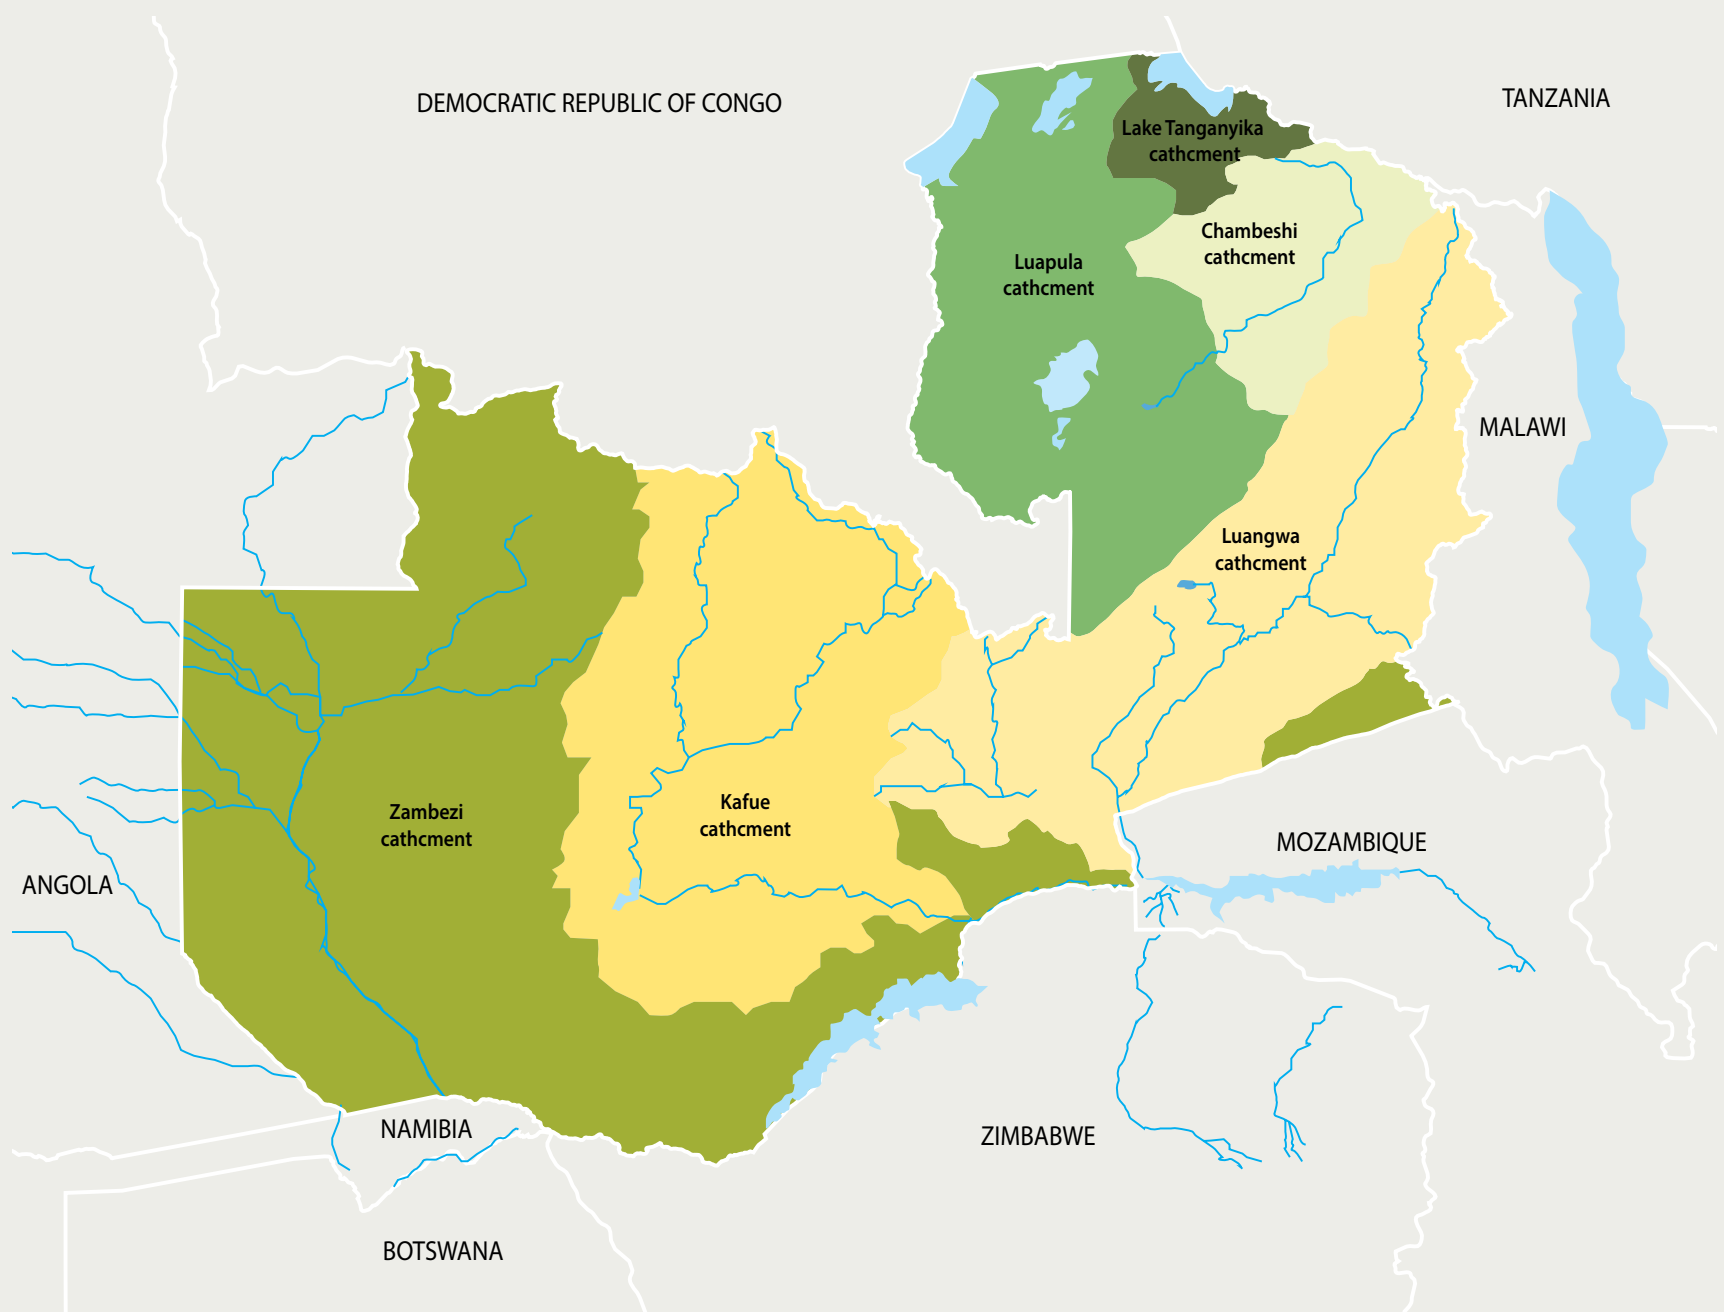 DEMOCRATIC REPUBLIC OF CONGO
TANZANIA
Lake Tanganyika
cathcment
Chambeshi
cathcment
Luapula
cathcment
MALAWI
Luangwa
cathcment
Zambezi
cathcment
Kafue
cathcment
MOZAMBIQUE
ANGOLA
NAMIBIA
ZIMBABWE
BOTSWANA